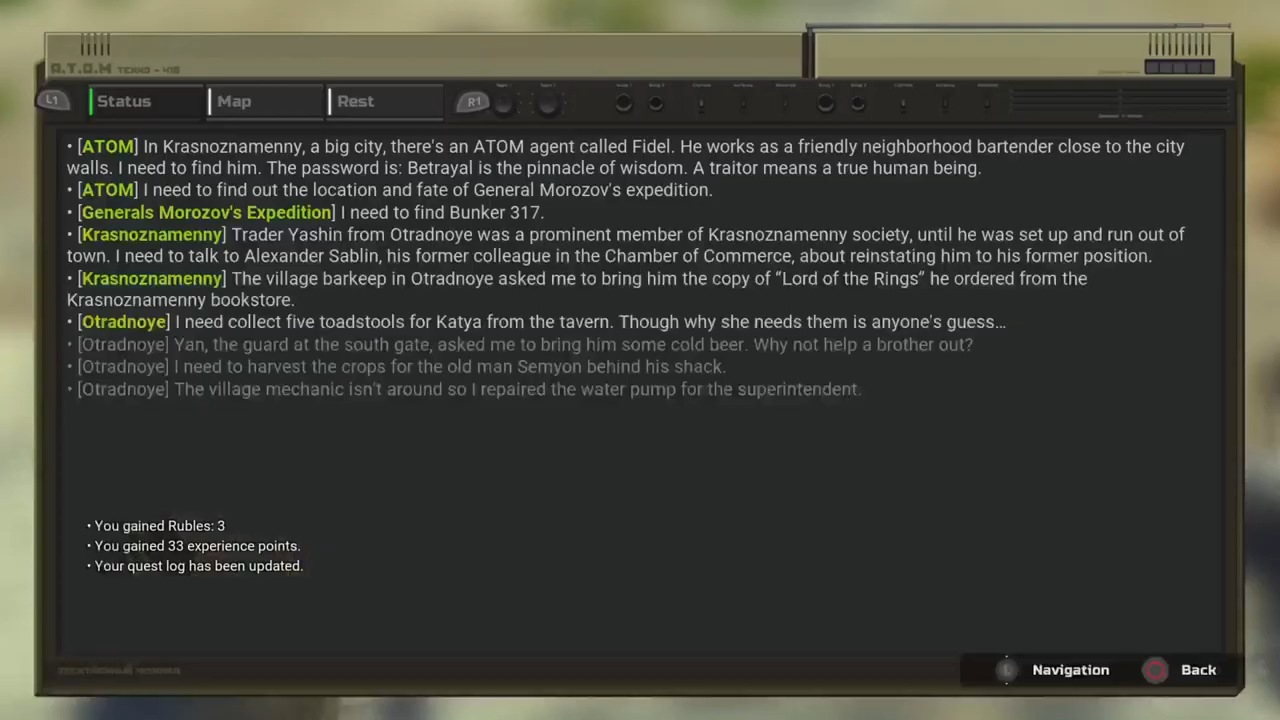 A.T.O.M ТЕХНО - 418
L1
Status
Map
Rest
R1
• [ATOM] In Krasnoznamenny, a big city, there's an ATOM agent called Fidel. He works as a friendly neighborhood bartender close to the city
walls. I need to find him. The password is: Betrayal is the pinnacle of wisdom. A traitor means a true human being.
• [ATOM] I need to find out the location and fate of General Morozov's expedition.
• [Generals Morozov's Expedition] I need to find Bunker 317.
• [Krasnoznamenny] Trader Yashin from Otradnoye was a prominent member of Krasnoznamenny society, until he was set up and run out of
town. I need to talk to Alexander Sablin, his former colleague in the Chamber of Commerce, about reinstating him to his former position.
• [Krasnoznamenny] The village barkeep in Otradnoye asked me to bring him the copy of “Lord of the Rings” he ordered from the
Krasnoznamenny bookstore.
• [Otradnoye] I need collect five toadstools for Katya from the tavern. Though why she needs them is anyone's guess...
• [Otradnoye] Yan, the guard at the south gate, asked me to bring him some cold beer. Why not help a brother out?
• [Otradnoye] I need to harvest the crops for the old man Semyon behind his shack.
• [Otradnoye] The village mechanic isn't around so I repaired the water pump for the superintendent.
• You gained Rubles: 3
• You gained 33 experience points.
• Your quest log has been updated.
L
Navigation
Back